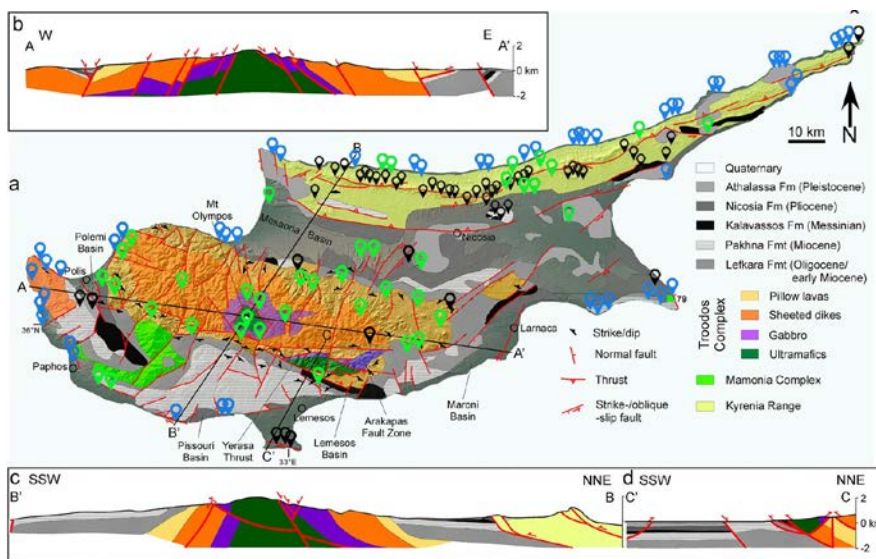 b
A W
E A'
2
0 km
-2
10 km
N
a
B
Mt
Olympos
Polemi
Basin
Polis
Mesaoria Basin
Nicosia
A
36°N
Paphos
C
A'
Larnaca
79
B'
C'
33°E
Pissouri
Basin
Yerasa
Thrust
Lemesos
Lemesos
Basin
Arakapas
Fault Zone
Maroni
Basin
Quaternary
Athalassa Fm (Pleistocene)
Nicosia Fm (Pliocene)
Kalavassos Fm (Messinian)
Pakhna Fmt (Miocene)
Lefkara Fmt (Oligocene/
early Miocene)
Troodos
Complex
Pillow lavas
Sheeted dikes
Gabbro
Ultramafics
Mamonia Complex
Kyrenia Range
Strike/dip
Normal fault
Thrust
Strike-/oblique
-slip fault
c SSW
B'
NNE
B
2
0
-2
d SSW
C'
NNE
C
2
0 km
-2